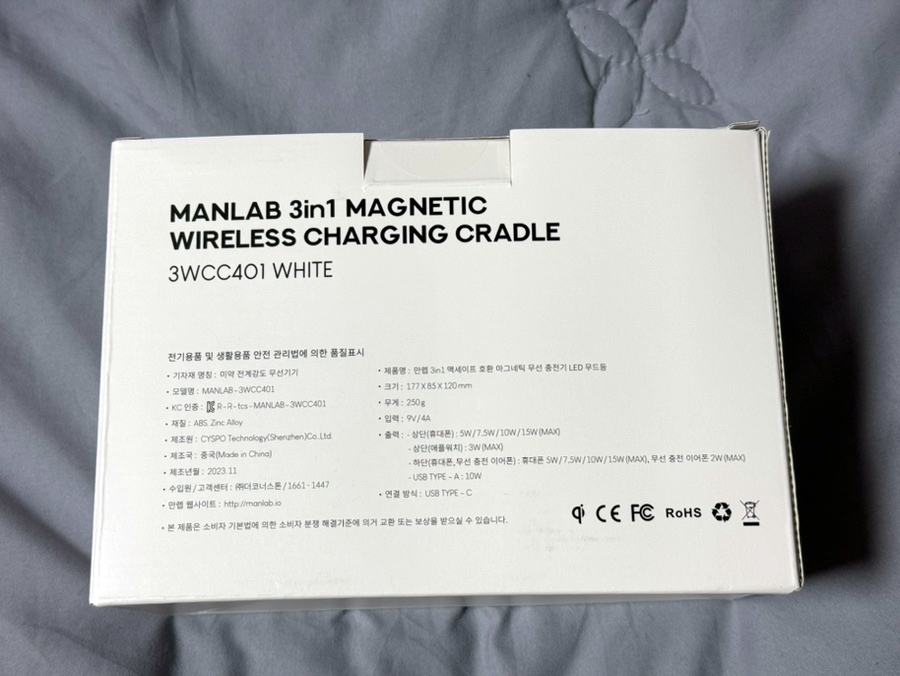 MANLAB 3in1 MAGNETIC
WIRELESS CHARGING CRADLE
3WCC401 WHITE
전기용품 및 생활용품 안전 관리법에 의한 품질표시
• 기자재 명칭 : 미약 전계강도 무선기기
• 모델명 : MANLAB-3WCC401
• KC 인증 : R-R-tcs-MANLAB-3WCC401
• 재질 : ABS. Zinc Alloy
• 제조원 : CYSPO Technology(Shenzhen)Co.,Ltd.
• 제조국 : 중국(Made in China)
• 제조년월 : 2023.11
• 수입원/고객센터 : ㈜더코너스톤 / 1661-1447
• 만렙 웹사이트 : http://manlab.io
• 본 제품은 소비자 기본법에 의한 소비자 분쟁 해결기준에 의거 교환 또는 보상을 받으실 수 있습니다.
• 제품명 : 만렙 3in1 맥세이프 호환 마그네틱 무선 충전기 LED 무드등
• 크기 : 177 X 85 X 120 mm
• 무게 : 250g
• 입력 : 9V/4A
• 출력 : - 상단(휴대폰) : 5W/7.5W/10W/15W(MAX)
- 상단(애플워치) : 3W(MAX)
- 하단(휴대폰,무선 충전 이어폰) : 휴대폰 5W/7.5W/10W/15W(MAX), 무선 충전 이어폰 2W(MAX)
- USB TYPE-A : 10W
• 연결 방식 : USB TYPE-C
qi CE FC RoHS